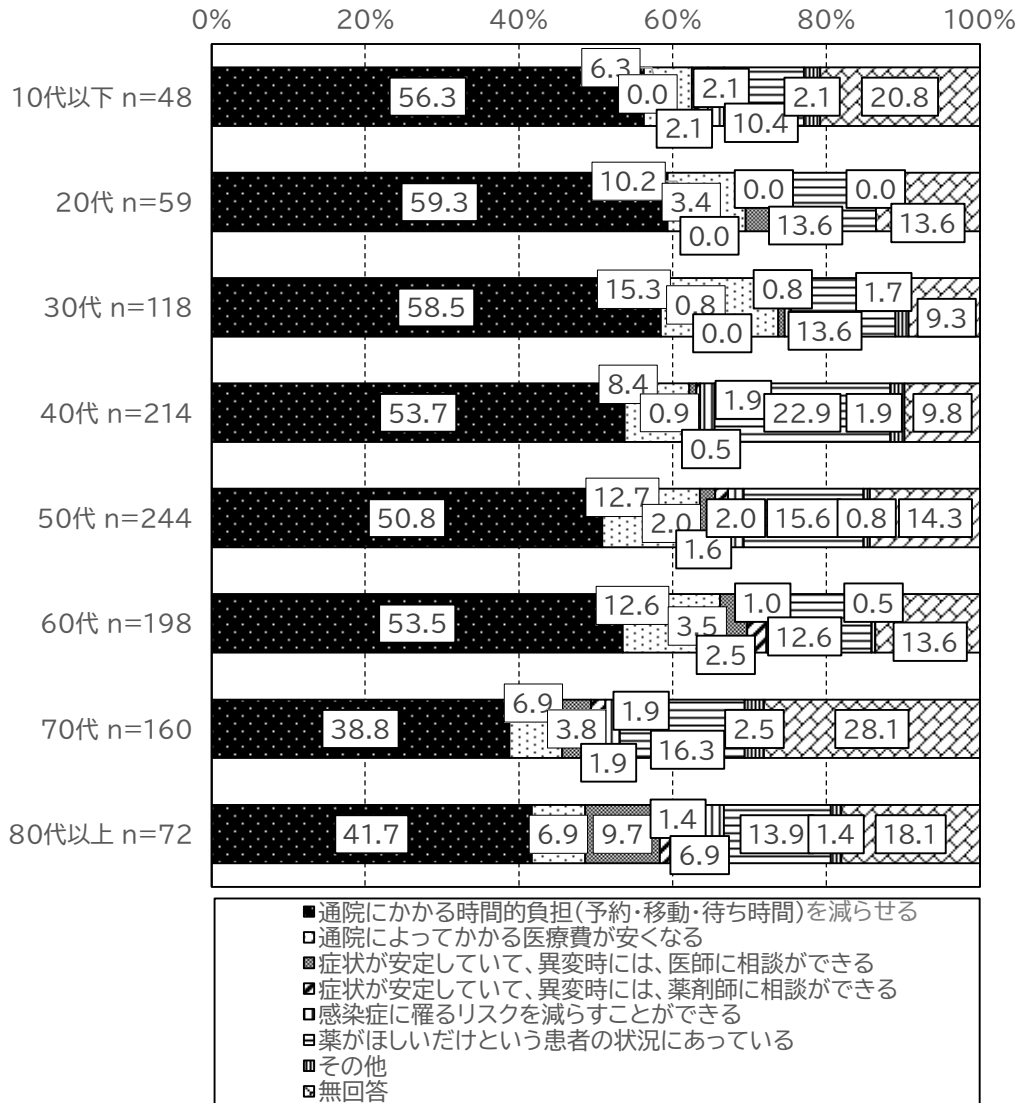 0% 20% 40% 60% 80% 100%
10代以下 n=48 56.3 6.3 0.0 2.1 2.1 10.4 2.1 20.8
20代 n=59 59.3 10.2 3.4 0.0 0.0 13.6 0.0 13.6
30代 n=118 58.5 15.3 0.8 0.0 0.8 13.6 1.7 9.3
40代 n=214 53.7 8.4 0.9 0.5 1.9 22.9 1.9 9.8
50代 n=244 50.8 12.7 2.0 1.6 2.0 15.6 0.8 14.3
60代 n=198 53.5 12.6 3.5 2.5 1.0 12.6 0.5 13.6
70代 n=160 38.8 6.9 3.8 1.9 1.9 16.3 2.5 28.1
80代以上 n=72 41.7 6.9 9.7 1.4 6.9 13.9 1.4 18.1
通院にかかる時間的負担(予約・移動・待ち時間)を減らせる
通院によってかかる医療費が安くなる
症状が安定していて、異変時には、医師に相談ができる
症状が安定していて、異変時には、薬剤師に相談ができる
感染症に罹るリスクを減らすことができる
薬がほしいだけという患者の状況にあっている
その他
無回答